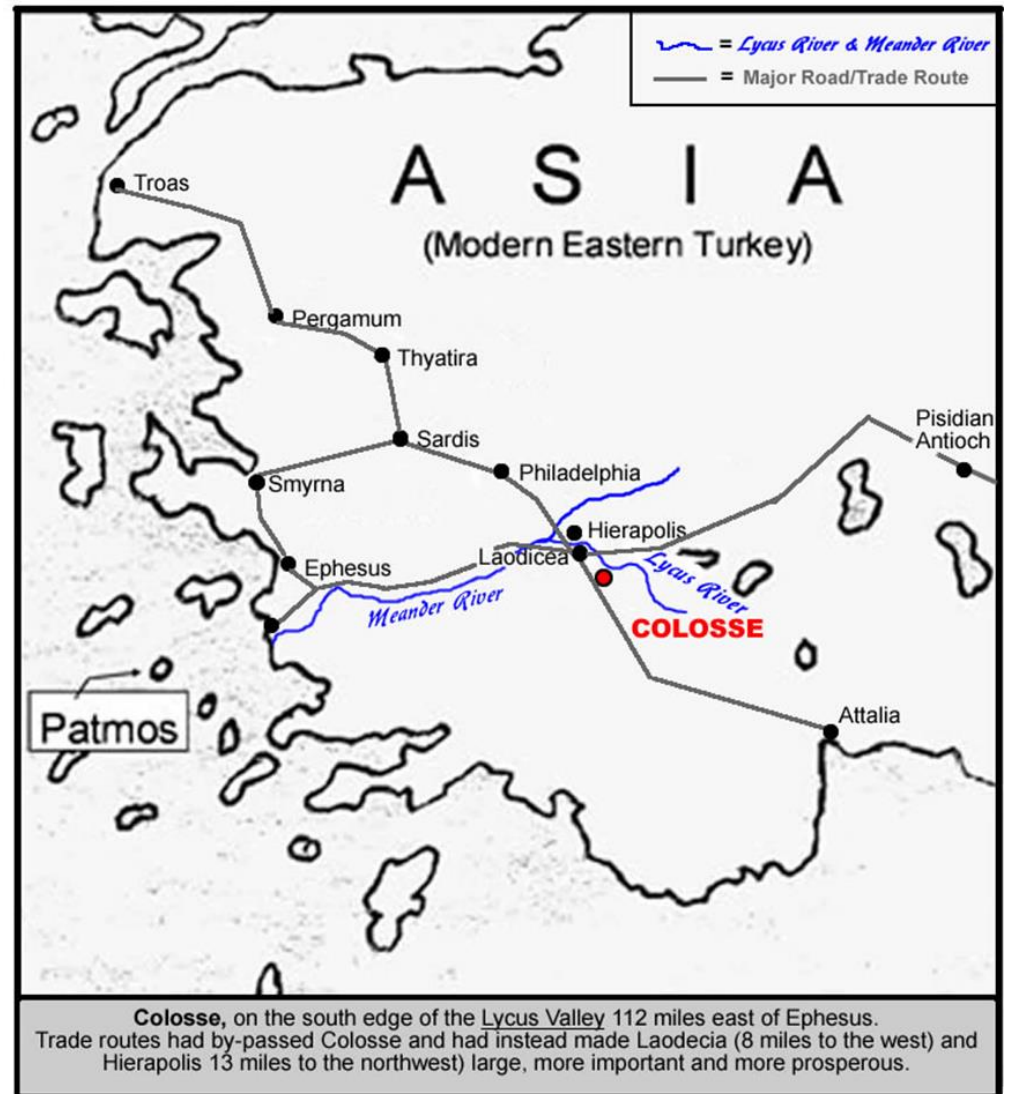 = Lycus River & Meander River
= Major Road/Trade Route
A S I A
(Modern Eastern Turkey)
Troas
Pergamum
Thyatira
Pisidian
Antioch
Sardis
Philadelphia
Smyrna
Hierapolis
Laodicea
Ephesus
Lycus River
Meander River
COLOSSE
Patmos
Attalia
Colosse, on the south edge of the Lycus Valley 112 miles east of Ephesus.
Trade routes had by-passed Colosse and had instead made Laodecia (8 miles to the west) and
Hierapolis 13 miles to the northwest) large, more important and more prosperous.